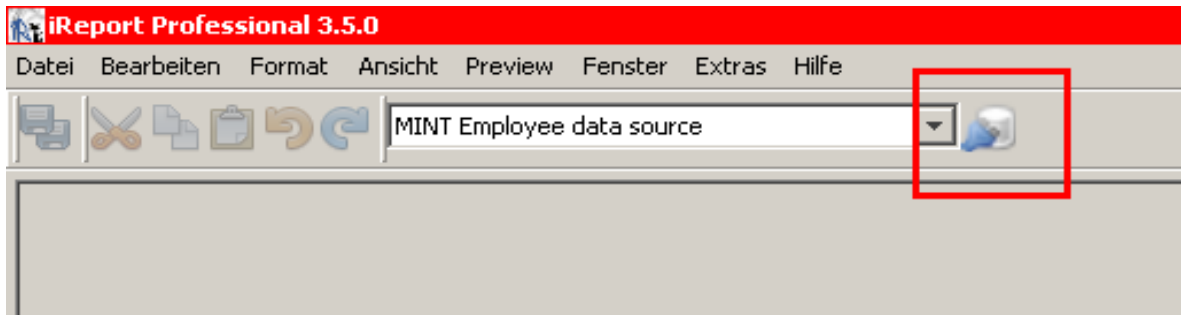 iReport Professional 3.5.0
Datei Bearbeiten Format Ansicht Preview Fenster Extras Hilfe
MINT Employee data source